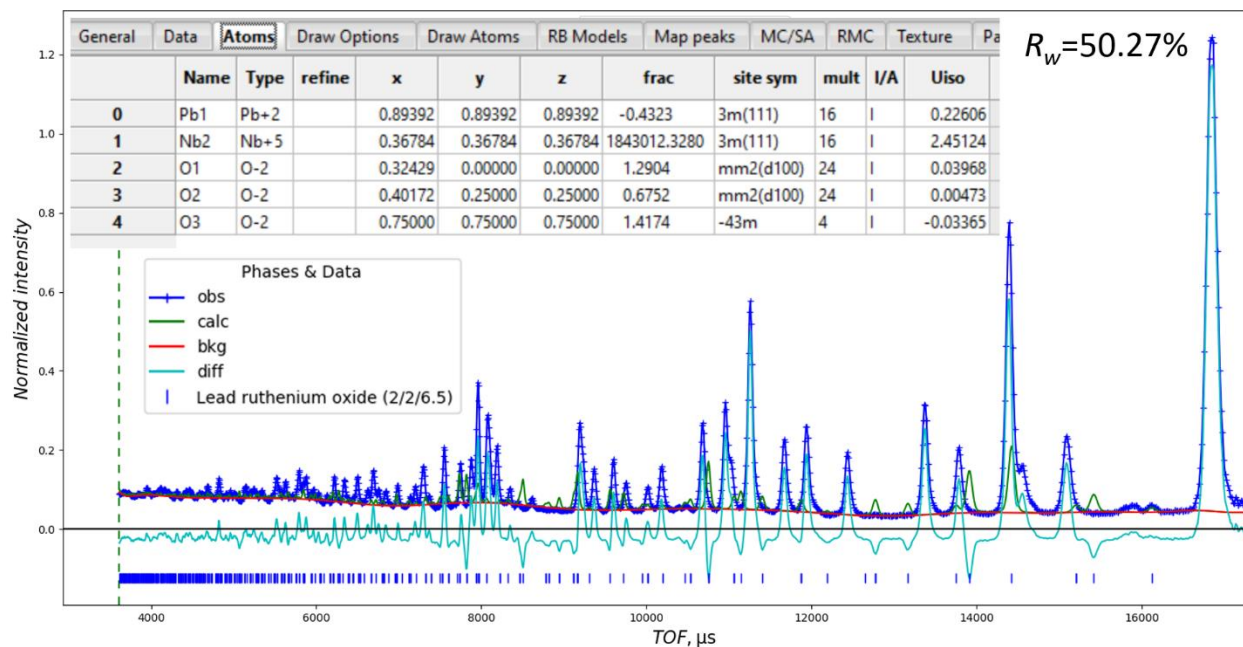 General Data Atoms Draw Options Draw Atoms RB Models Map peaks MC/SA RMC Texture Pa
Name Type refine x y z frac site sym mult I/A Uiso
0 Pb1 Pb+2 0.89392 0.89392 0.89392 -0.4323 3m(111) 16 I 0.22606
1 Nb2 Nb+5 0.36784 0.36784 0.36784 1843012.3280 3m(111) 16 I 2.45124
2 O1 O-2 0.32429 0.00000 0.00000 1.2904 mm2(d100) 24 I 0.03968
3 O2 O-2 0.40172 0.25000 0.25000 0.6752 mm2(d100) 24 I 0.00473
4 O3 O-2 0.75000 0.75000 0.75000 1.4174 -43m 4 I -0.03365
Rw=50.27%
Phases & Data
obs
calc
bkg
diff
Lead ruthenium oxide (2/2/6.5)
Normalized intensity
1.2
1.0
0.8
0.6
0.4
0.2
0.0
4000 6000 8000 10000 12000 14000 16000
TOF, μs